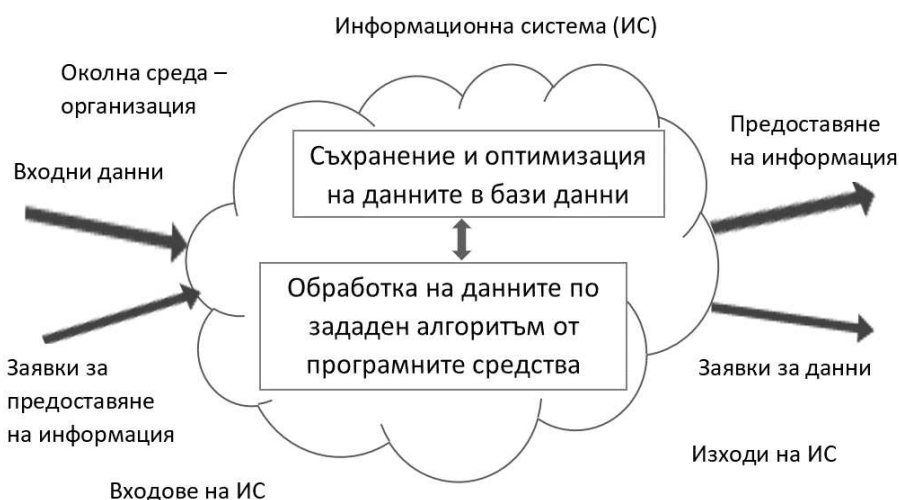 Информационна система (ИС)
Околна среда –
организация
Входни данни
Съхранение и оптимизация
на данните в бази данни
Предоставяне
на информация
Обработка на данните по
зададен алгоритъм от
програмните средства
Заявки за
предоставяне
на информация
Заявки за данни
Изходи на ИС
Входове на ИС